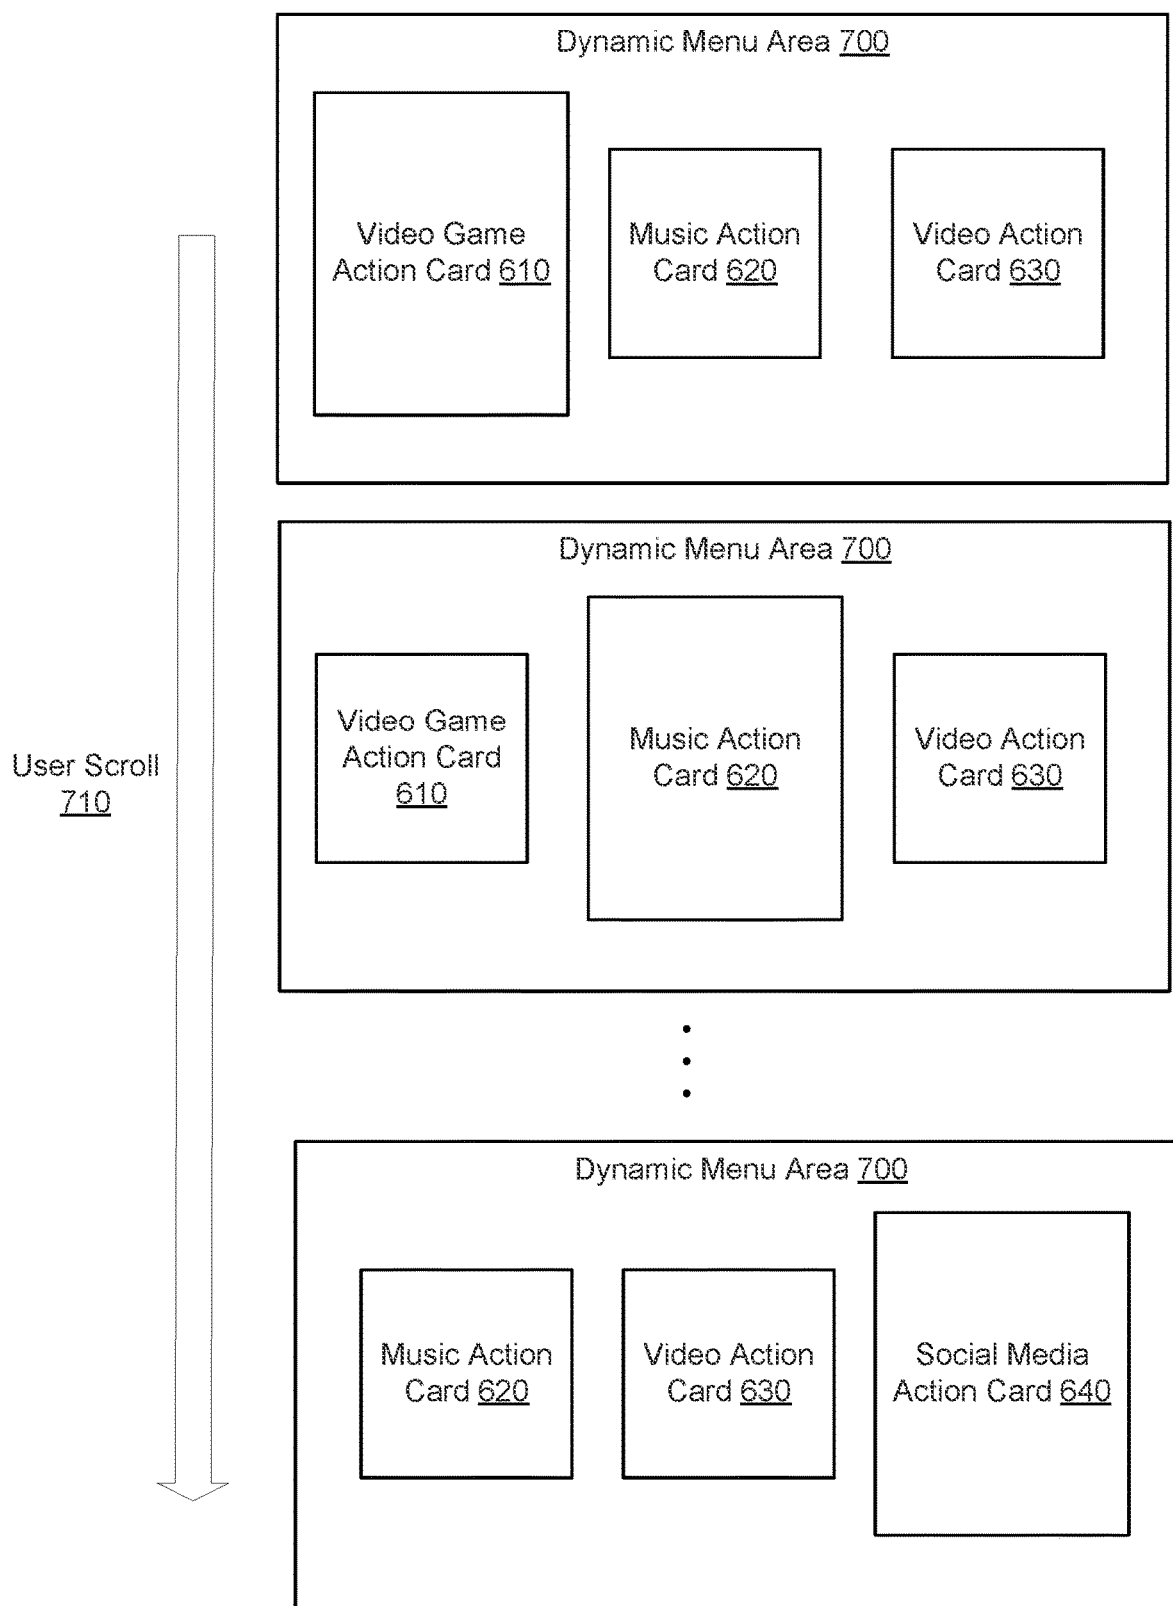 Dynamic Menu Area 700
Video Game
Action Card 610
Music Action
Card 620
Video Action
Card 630
User Scroll
710
Dynamic Menu Area 700
Video Game
Action Card
610
Music Action
Card 620
Video Action
Card 630
Dynamic Menu Area 700
Music Action
Card 620
Video Action
Card 630
Social Media
Action Card 640